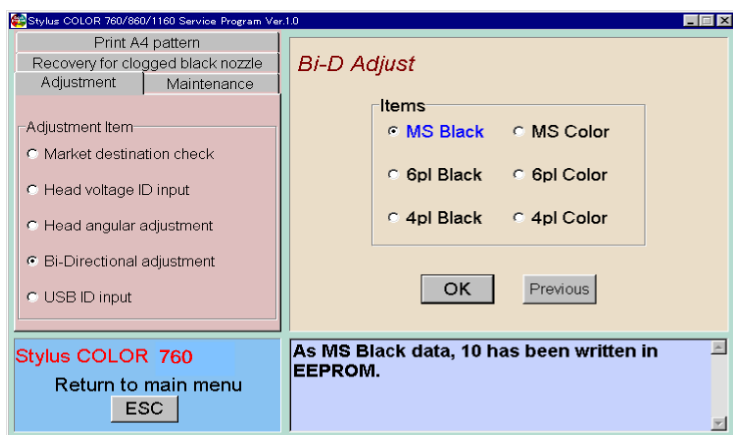 Stylus COLOR 760/860/1160 Service Program Ver.1.0
Print A4 pattern
Recovery for clogged black nozzle
Adjustment
Maintenance
Adjustment Item
Market destination check
Head voltage ID input
Head angular adjustment
Bi-Directional adjustment
USB ID input
Bi-D Adjust
Items
MS Black
MS Color
6pl Black
6pl Color
4pl Black
4pl Color
OK
Previous
Stylus COLOR 760
Return to main menu
ESC
As MS Black data, 10 has been written in
EEPROM.